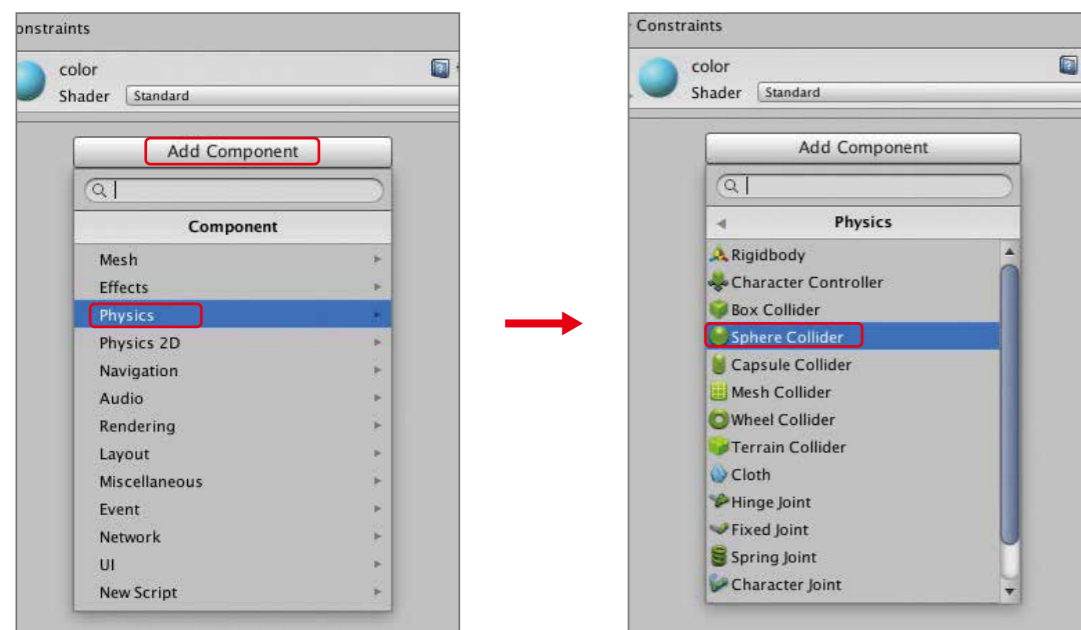 onstraints
color
Shader Standard
Add Component
Component
Mesh
Effects
Physics
Physics 2D
Navigation
Audio
Rendering
Layout
Miscellaneous
Event
Network
UI
New Script
Constraints
color
Shader Standard
Add Component
Physics
Rigidbody
Character Controller
Box Collider
Sphere Collider
Capsule Collider
Mesh Collider
Wheel Collider
Terrain Collider
Cloth
Hinge Joint
Fixed Joint
Spring Joint
Character Joint